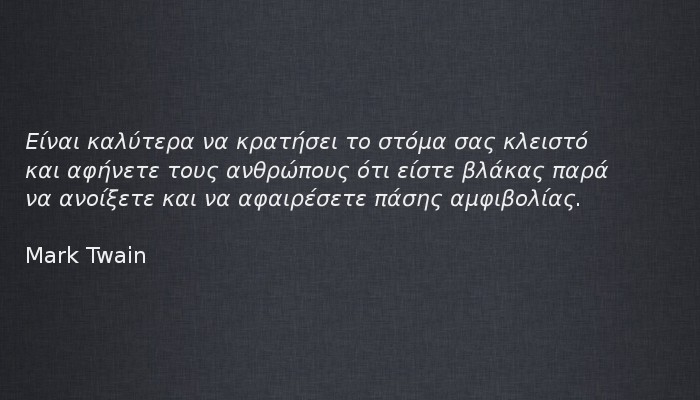 Είναι καλύτερα να κρατήσει το στόμα σας κλειστό
και αφήνετε τους ανθρώπους ότι είστε βλάκας παρά
να ανοίξετε και να αφαιρέσετε πάσης αμφιβολίας.
Mark Twain